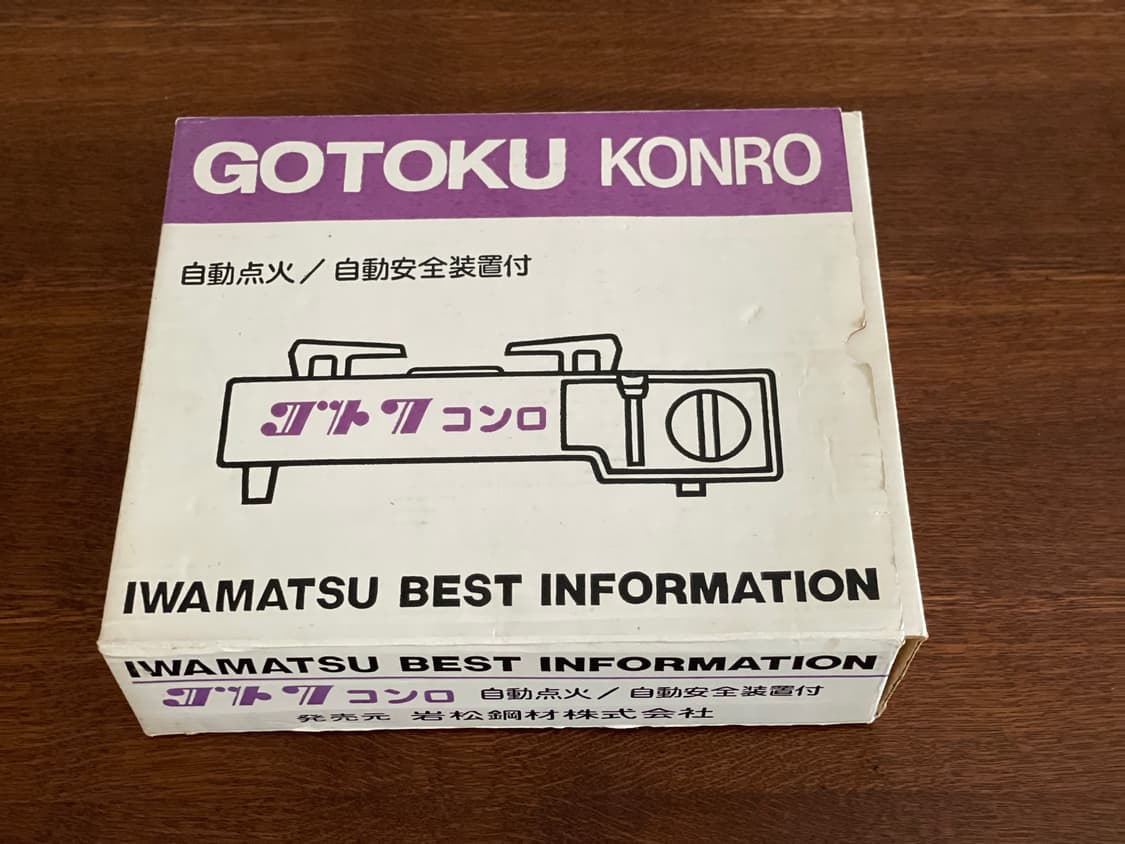 GOTOKU KONRO
自動点火／自動安全装置付
ゴトク コンロ
IWAMATSU BEST INFORMATION
IWAMATSU BEST INFORMATION
ゴトク コンロ 自動点火／自動安全装置付
発売元 岩松鋼材株式会社